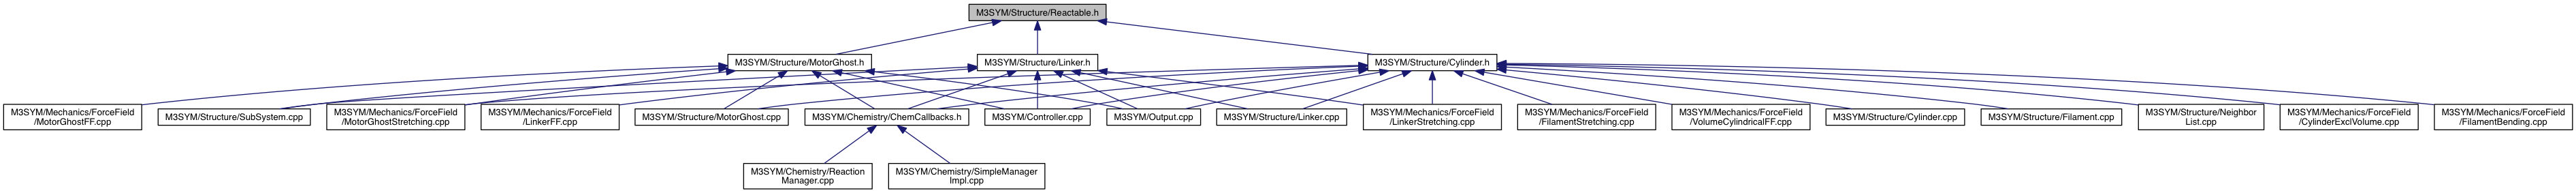 M3SYM/Structure/Reactable.h
M3SYM/Structure/MotorGhost.h
M3SYM/Structure/Linker.h
M3SYM/Structure/Cylinder.h
M3SYM/Mechanics/ForceField
/MotorGhostFF.cpp
M3SYM/Structure/SubSystem.cpp
M3SYM/Mechanics/ForceField
/MotorGhostStretching.cpp
M3SYM/Mechanics/ForceField
/LinkerFF.cpp
M3SYM/Structure/MotorGhost.cpp
M3SYM/Chemistry/ChemCallbacks.h
M3SYM/Controller.cpp
M3SYM/Output.cpp
M3SYM/Structure/Linker.cpp
M3SYM/Mechanics/ForceField
/LinkerStretching.cpp
M3SYM/Mechanics/ForceField
/FilamentStretching.cpp
M3SYM/Mechanics/ForceField
/VolumeCylindricalFF.cpp
M3SYM/Structure/Cylinder.cpp
M3SYM/Structure/Filament.cpp
M3SYM/Structure/Neighbor
List.cpp
M3SYM/Mechanics/ForceField
/CylinderExclVolume.cpp
M3SYM/Mechanics/ForceField
/FilamentBending.cpp
M3SYM/Chemistry/Reaction
Manager.cpp
M3SYM/Chemistry/SimpleManager
Impl.cpp